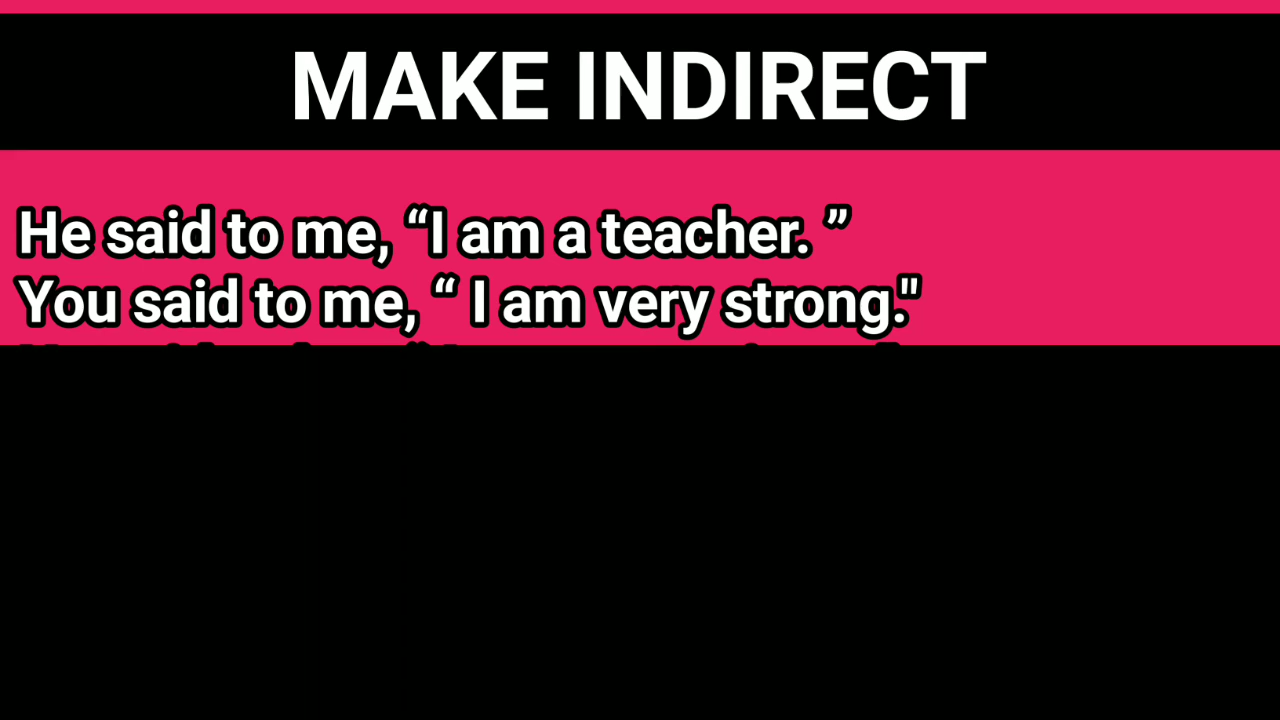 MAKE INDIRECT
He said to me, “I am a teacher. ”
You said to me, “ I am very strong."